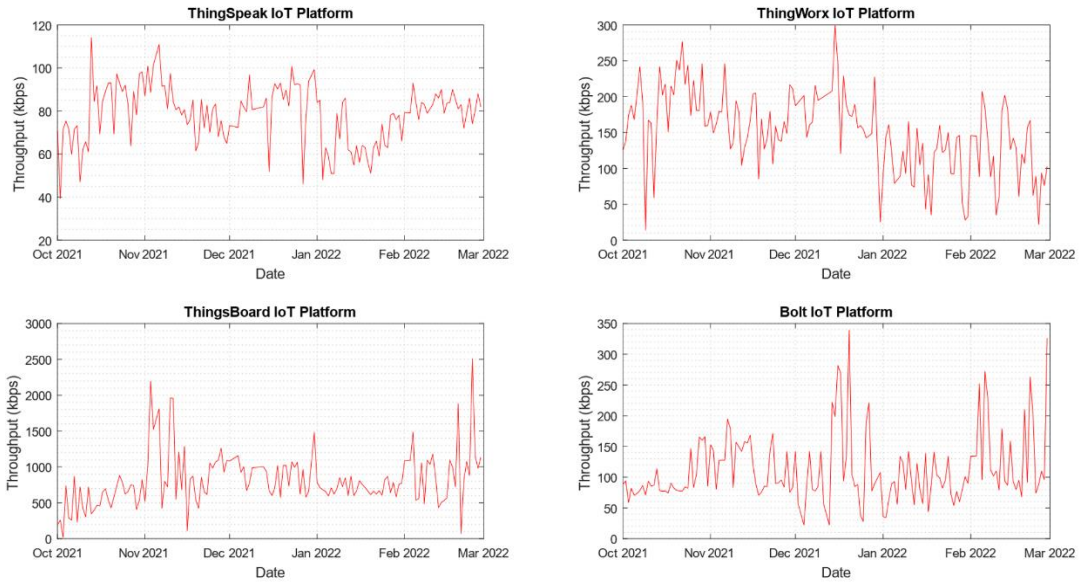 ThingSpeak IoT Platform
120
100
80
60
40
20
Throughput (kbps)
Oct 2021 Nov 2021 Dec 2021 Jan 2022 Feb 2022 Mar 2022
Date
ThingWorx IoT Platform
300
250
200
150
100
50
0
Throughput (kbps)
Oct 2021 Nov 2021 Dec 2021 Jan 2022 Feb 2022 Mar 2022
Date
ThingsBoard IoT Platform
3000
2500
2000
1500
1000
500
0
Throughput (kbps)
Oct 2021 Nov 2021 Dec 2021 Jan 2022 Feb 2022 Mar 2022
Date
Bolt IoT Platform
350
300
250
200
150
100
50
0
Throughput (kbps)
Oct 2021 Nov 2021 Dec 2021 Jan 2022 Feb 2022 Mar 2022
Date